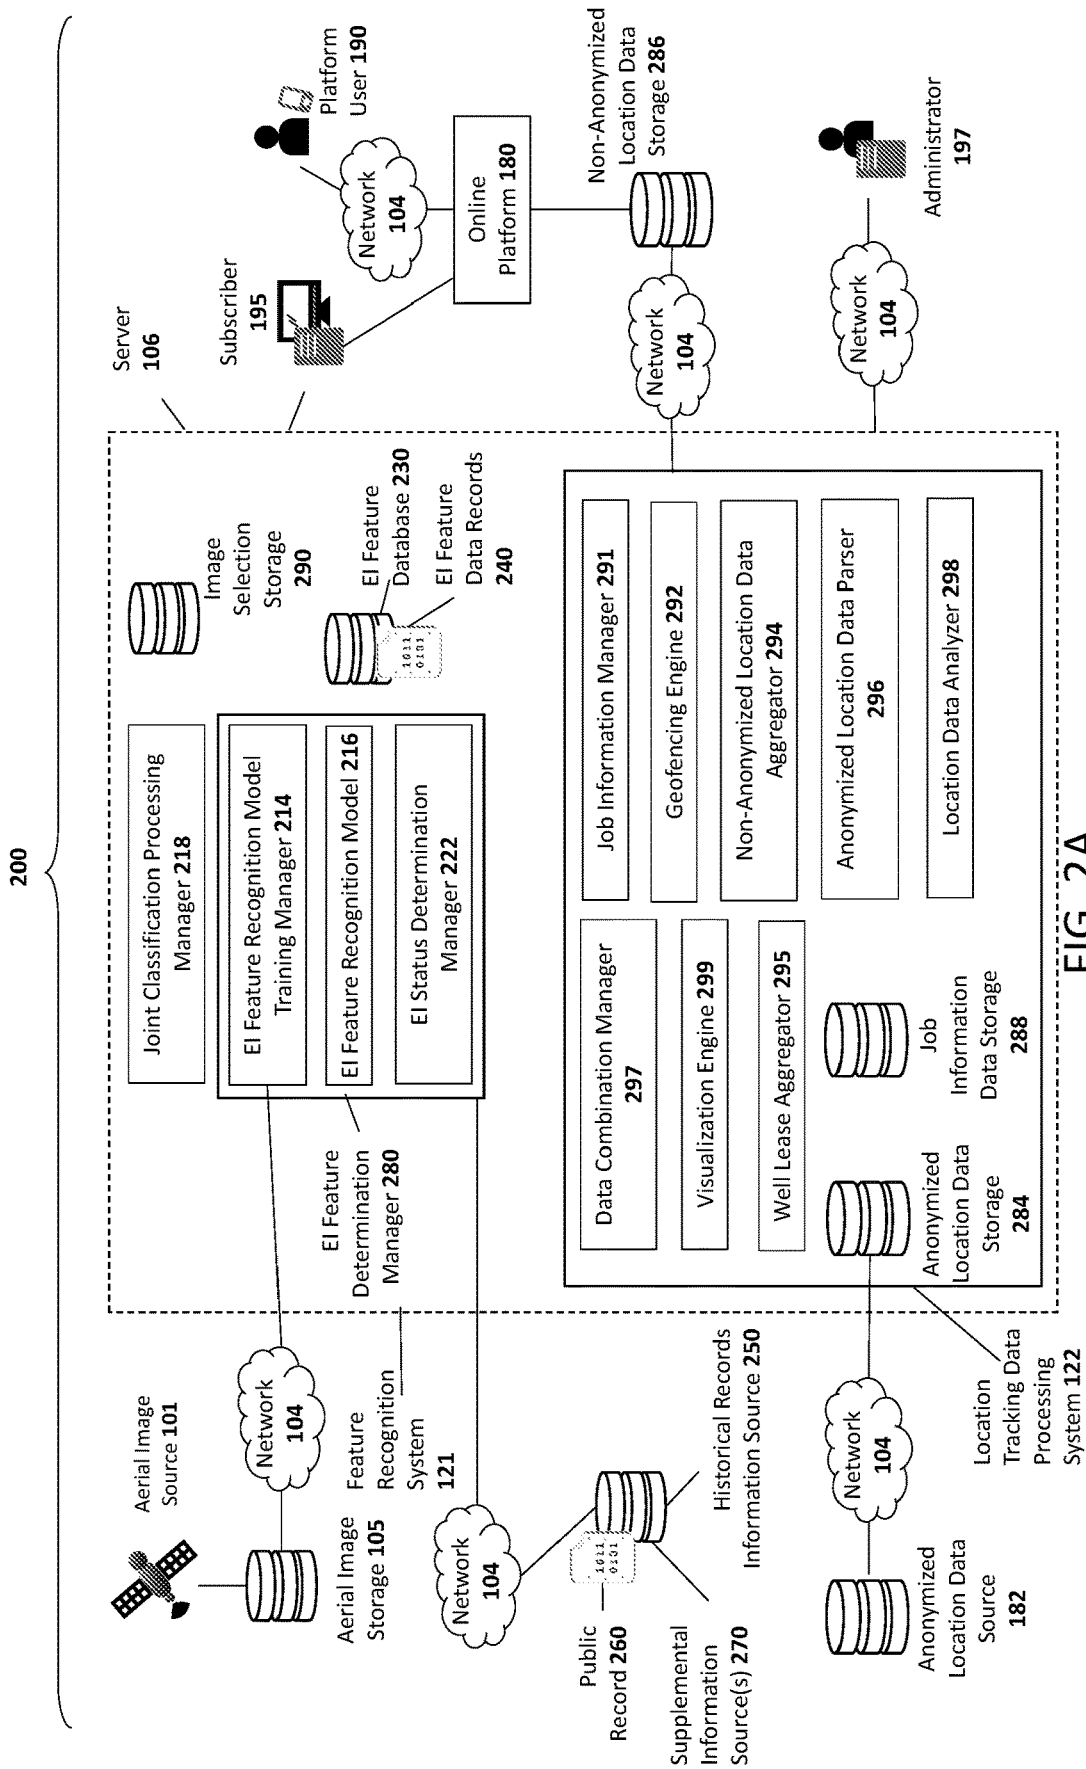 200
Aerial Image
Source 101
Aerial Image
Storage 105
Network
104
Feature
Recognition
System
121
Network
104
Public
Record 260
Supplemental
Information
Source(s) 270
Historical Records
Information Source 250
Anonymized
Location Data
Source
182
Network
104
Location
Tracking Data
Processing
System 122
EI Feature
Determination
Manager 280
Joint Classification Processing
Manager 218
EI Feature Recognition Model
Training Manager 214
EI Feature Recognition Model 216
EI Status Determination
Manager 222
Image
Selection
Storage
290
EI Feature
Database 230
1011
0101
EI Feature
Data Records
240
1011
0101
Data Combination Manager
297
Visualization Engine 299
Well Lease Aggregator 295
Anonymized
Location Data
Storage
284
Job
Information
Data Storage
288
Job Information Manager 291
Geofencing Engine 292
Non-Anonymized Location Data
Aggregator 294
Anonymized Location Data Parser
296
Location Data Analyzer 298
Server
106
Subscriber
195
Network
104
Platform
User 190
Online
Platform 180
Network
104
Non-Anonymized
Location Data
Storage 286
Network
104
Administrator
197
FIG. 2A